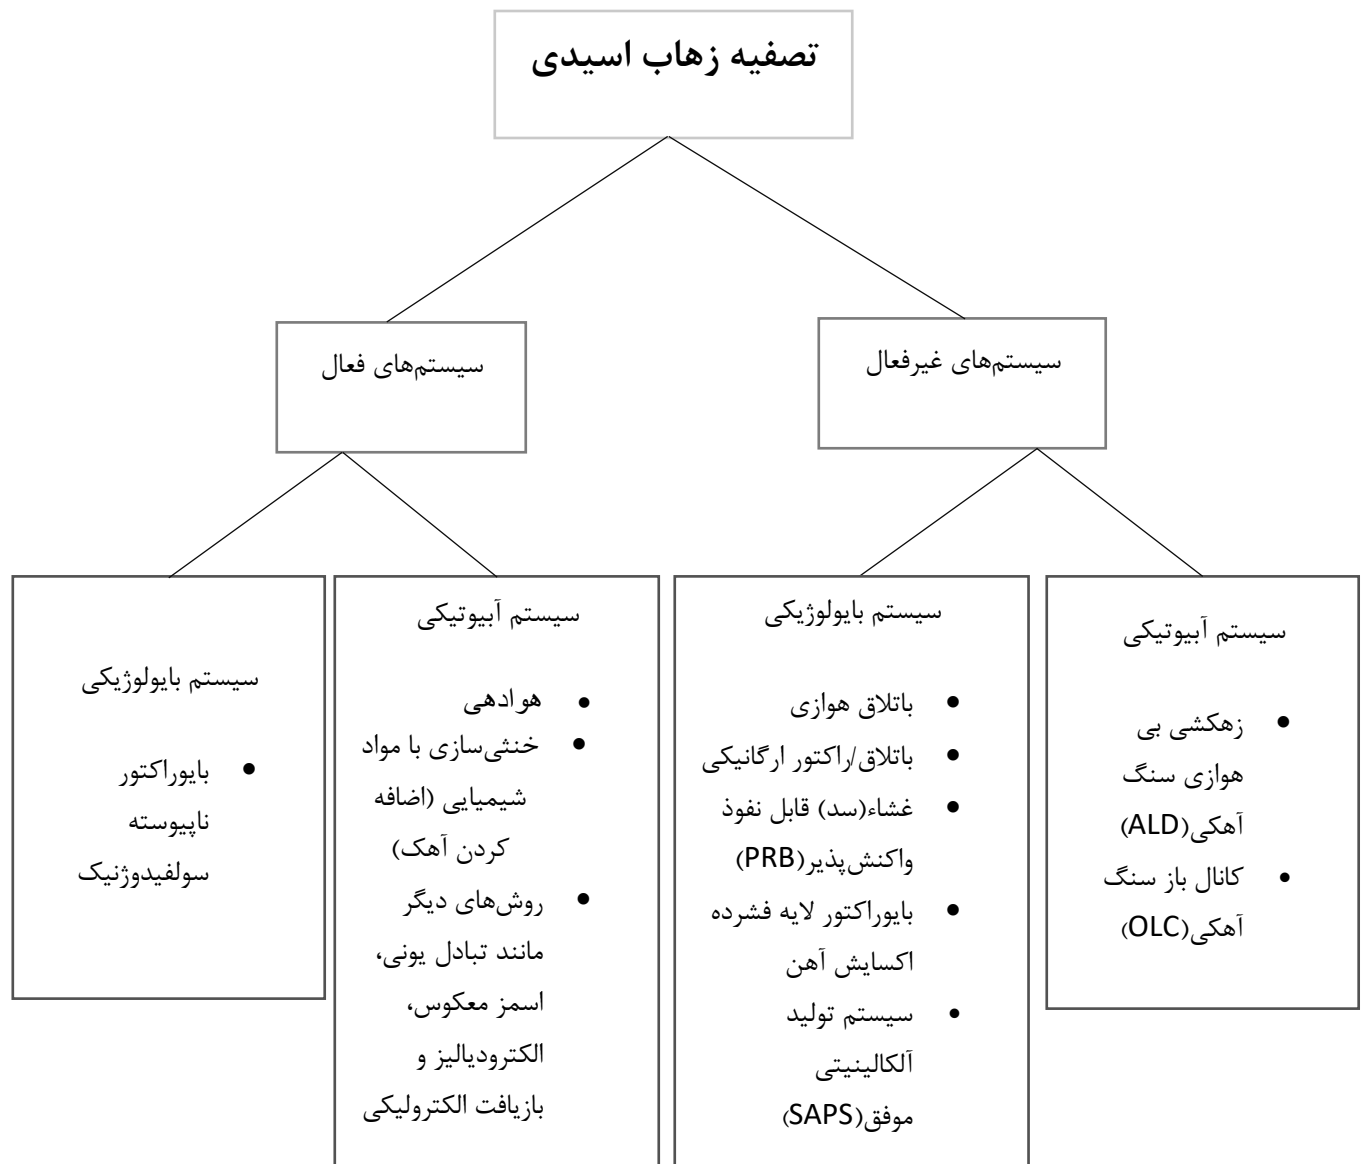 تصفیه زهاب اسیدی
سیستم‌های غیرفعال
سیستم‌های فعال
سیستم آبیوتیکی
• زهکشی بی
هوازی سنگ
آهکی(ALD)
• کانال باز سنگ
آهکی(OLC)
سیستم بایولوژیکی
• باتلاق هوازی
• باتلاق/راکتور ارگانیکی
• غشاء(سد) قابل نفوذ
واکنش‌پذیر(PRB)
• بایوراکتور لایه فشرده
اکسایش آهن
• سیستم تولید
آلکالینیتی
موفق(SAPS)
سیستم آبیوتیکی
• هوادهی
• خنثی‌سازی با مواد
شیمیایی (اضافه
کردن آهک)
• روش‌های دیگر
مانند تبادل یونی،
اسمز معکوس،
الکترودیالیز و
بازیافت الکترولیکی
سیستم بایولوژیکی
• بایوراکتور
ناپیوسته
سولفیدوژنیک